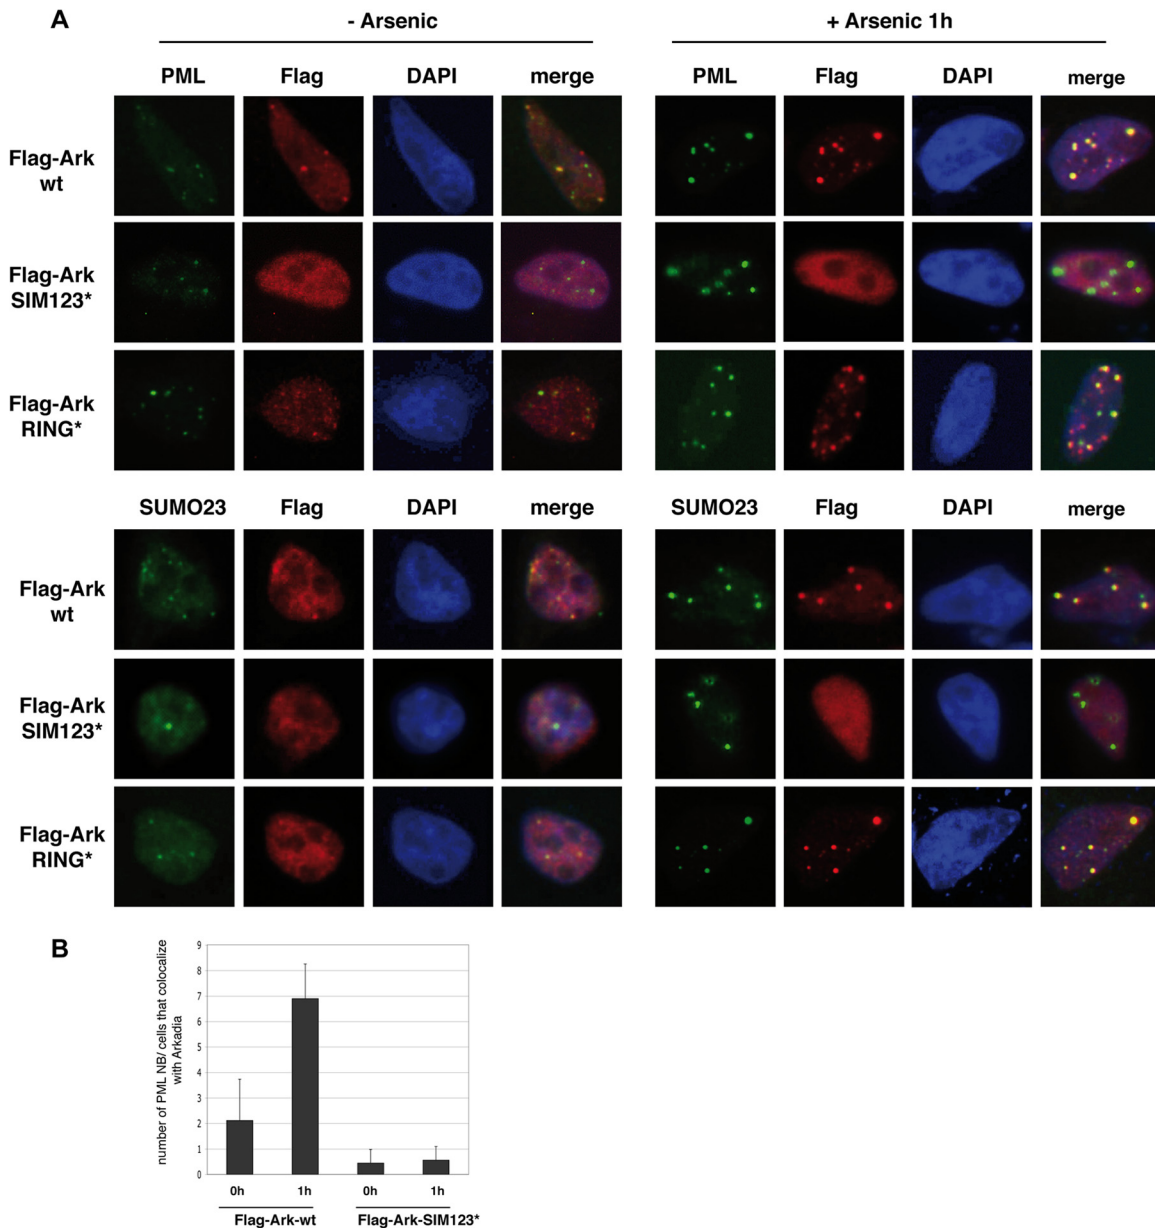 A
- Arsenic
+ Arsenic 1h
PML Flag DAPI merge
PML Flag DAPI merge
Flag-Ark
wt
Flag-Ark
SIM123*
Flag-Ark
RING*
SUMO23 Flag DAPI merge
SUMO23 Flag DAPI merge
Flag-Ark
wt
Flag-Ark
SIM123*
Flag-Ark
RING*
B
number of PML NB/ cells that colocalize
with Arkadia
9
8
7
6
5
4
3
2
1
0
0h 1h 0h 1h
Flag-Ark-wt Flag-Ark-SIM123*